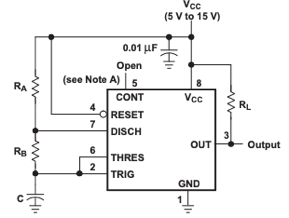 VCC
(5 V to 15 V)
0.01 µF
Open
(see Note A)
5
8
RA
CONT
VCC
4
RESET
RL
7
DISCH
3
RB
OUT
Output
6
THRES
2
TRIG
C
GND
1